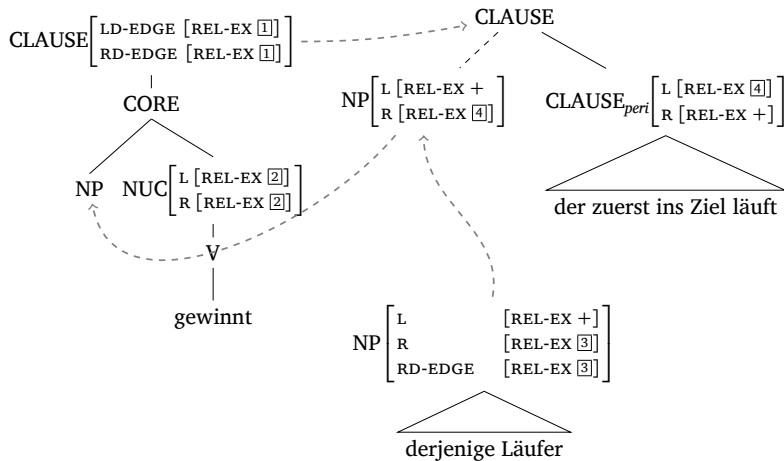 CLAUSE[LD-EDGE [REL-EX 1]
RD-EDGE [REL-EX 1]]
CLAUSE
CORE
NP[L [REL-EX +
R [REL-EX 4]]
CLAUSEperi[L [REL-EX 4]
R [REL-EX +]]
NP NUC[L [REL-EX 2]
R [REL-EX 2]]
der zuerst ins Ziel läuft
V
gewinnt
NP[L [REL-EX +]
R [REL-EX 3]
RD-EDGE [REL-EX 3]]
derjenige Läufer